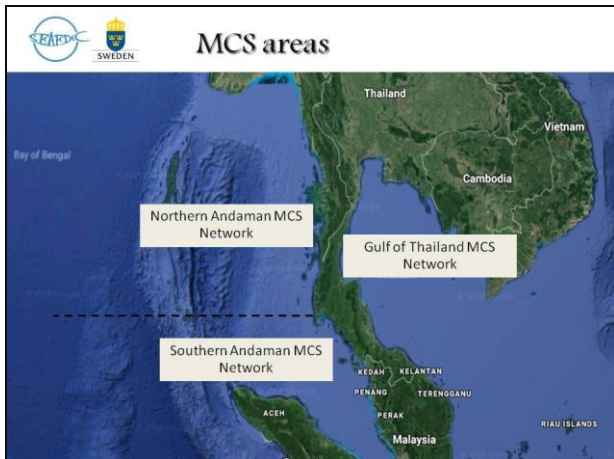 SEAFDEC
SWEDEN
MCS areas
Thailand
Vietnam
Bay of Bengal
Cambodia
Northern Andaman MCS
Network
Gulf of Thailand MCS
Network
Southern Andaman MCS
Network
KEDAH
KELANTAN
PENANG
TERENGGANU
ACEH
PERAK
RIAU ISLANDS
Malaysia